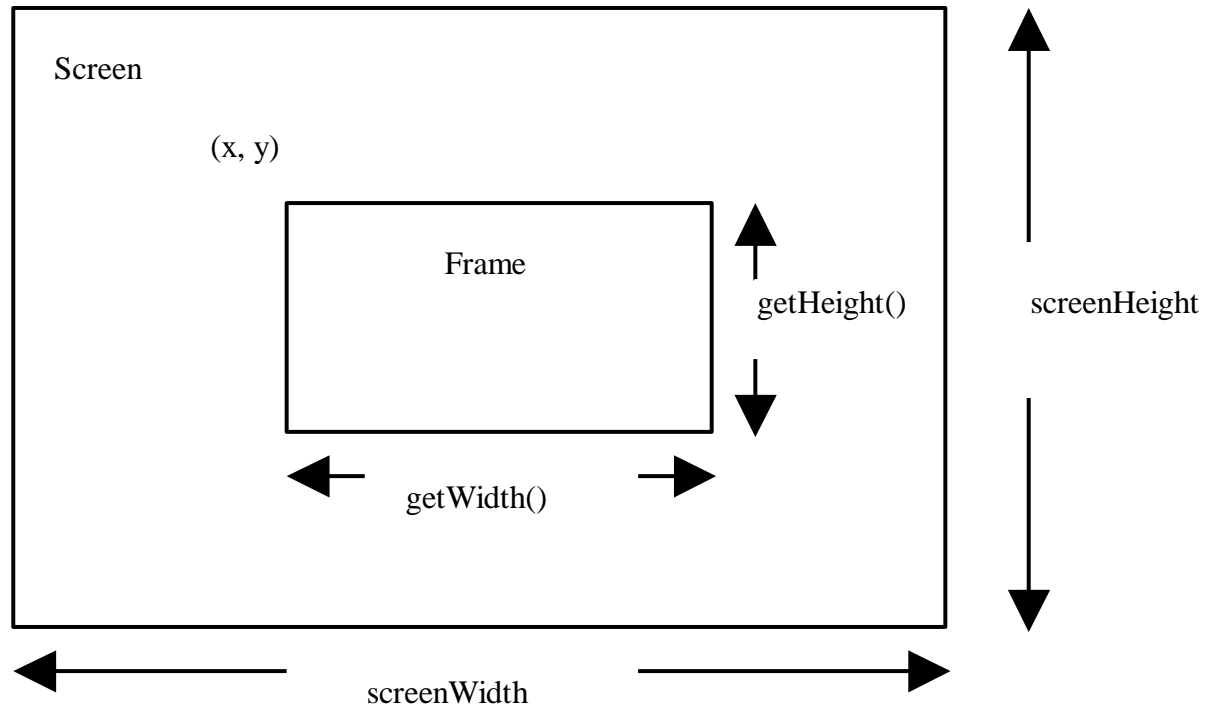 Screen
(x, y)
Frame
getHeight()
screenHeight
getWidth()
screenWidth